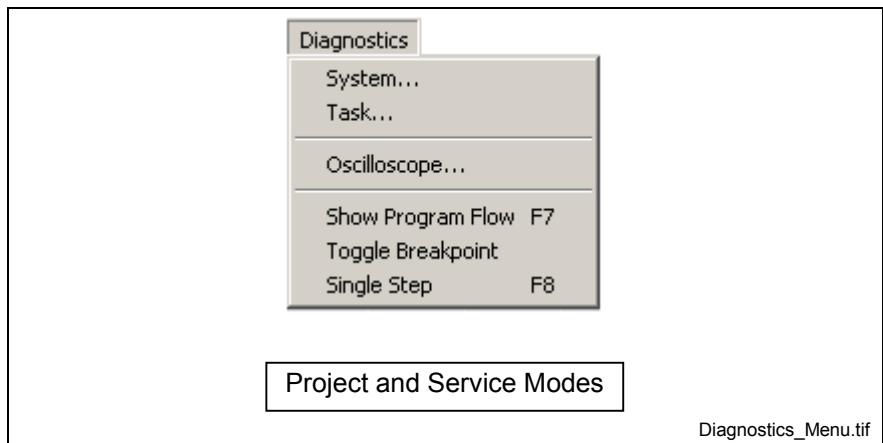 Diagnostics
System...
Task...
Oscilloscope...
Show Program Flow F7
Toggle Breakpoint
Single Step F8
Project and Service Modes
Diagnostics_Menu.tif